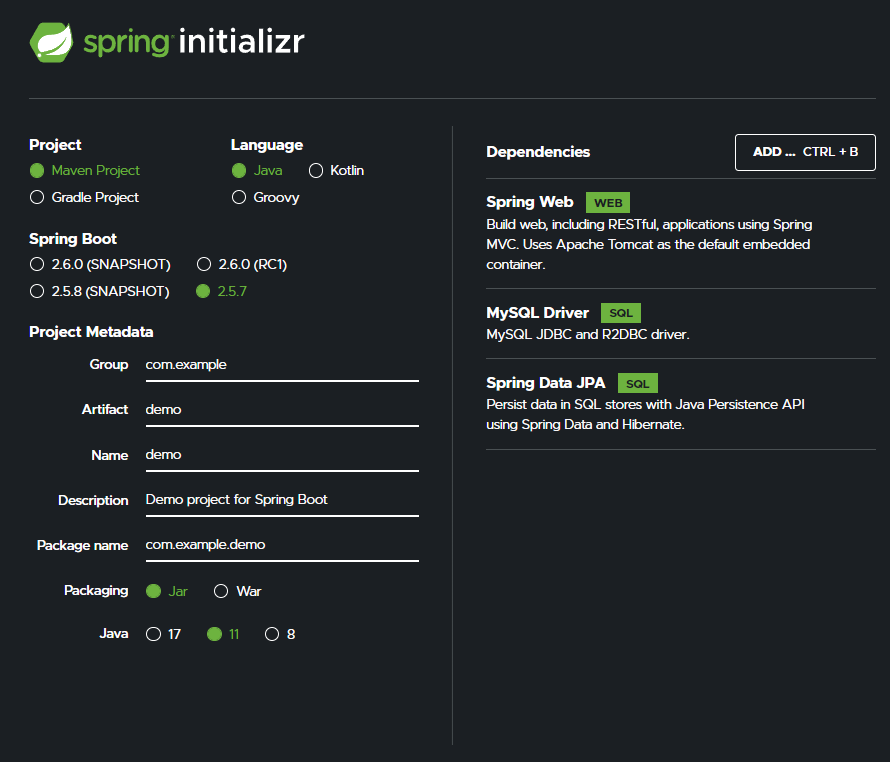 spring initializr
Project
Maven Project
Gradle Project
Language
Java Kotlin
Groovy
Spring Boot
2.6.0 (SNAPSHOT) 2.6.0 (RC1)
2.5.8 (SNAPSHOT) 2.5.7
Project Metadata
Group com.example
Artifact demo
Name demo
Description Demo project for Spring Boot
Package name com.example.demo
Packaging Jar War
Java 17 11 8
Dependencies ADD ... CTRL + B
Spring Web WEB
Build web, including RESTful, applications using Spring
MVC. Uses Apache Tomcat as the default embedded
container.
MySQL Driver SQL
MySQL JDBC and R2DBC driver.
Spring Data JPA SQL
Persist data in SQL stores with Java Persistence API
using Spring Data and Hibernate.